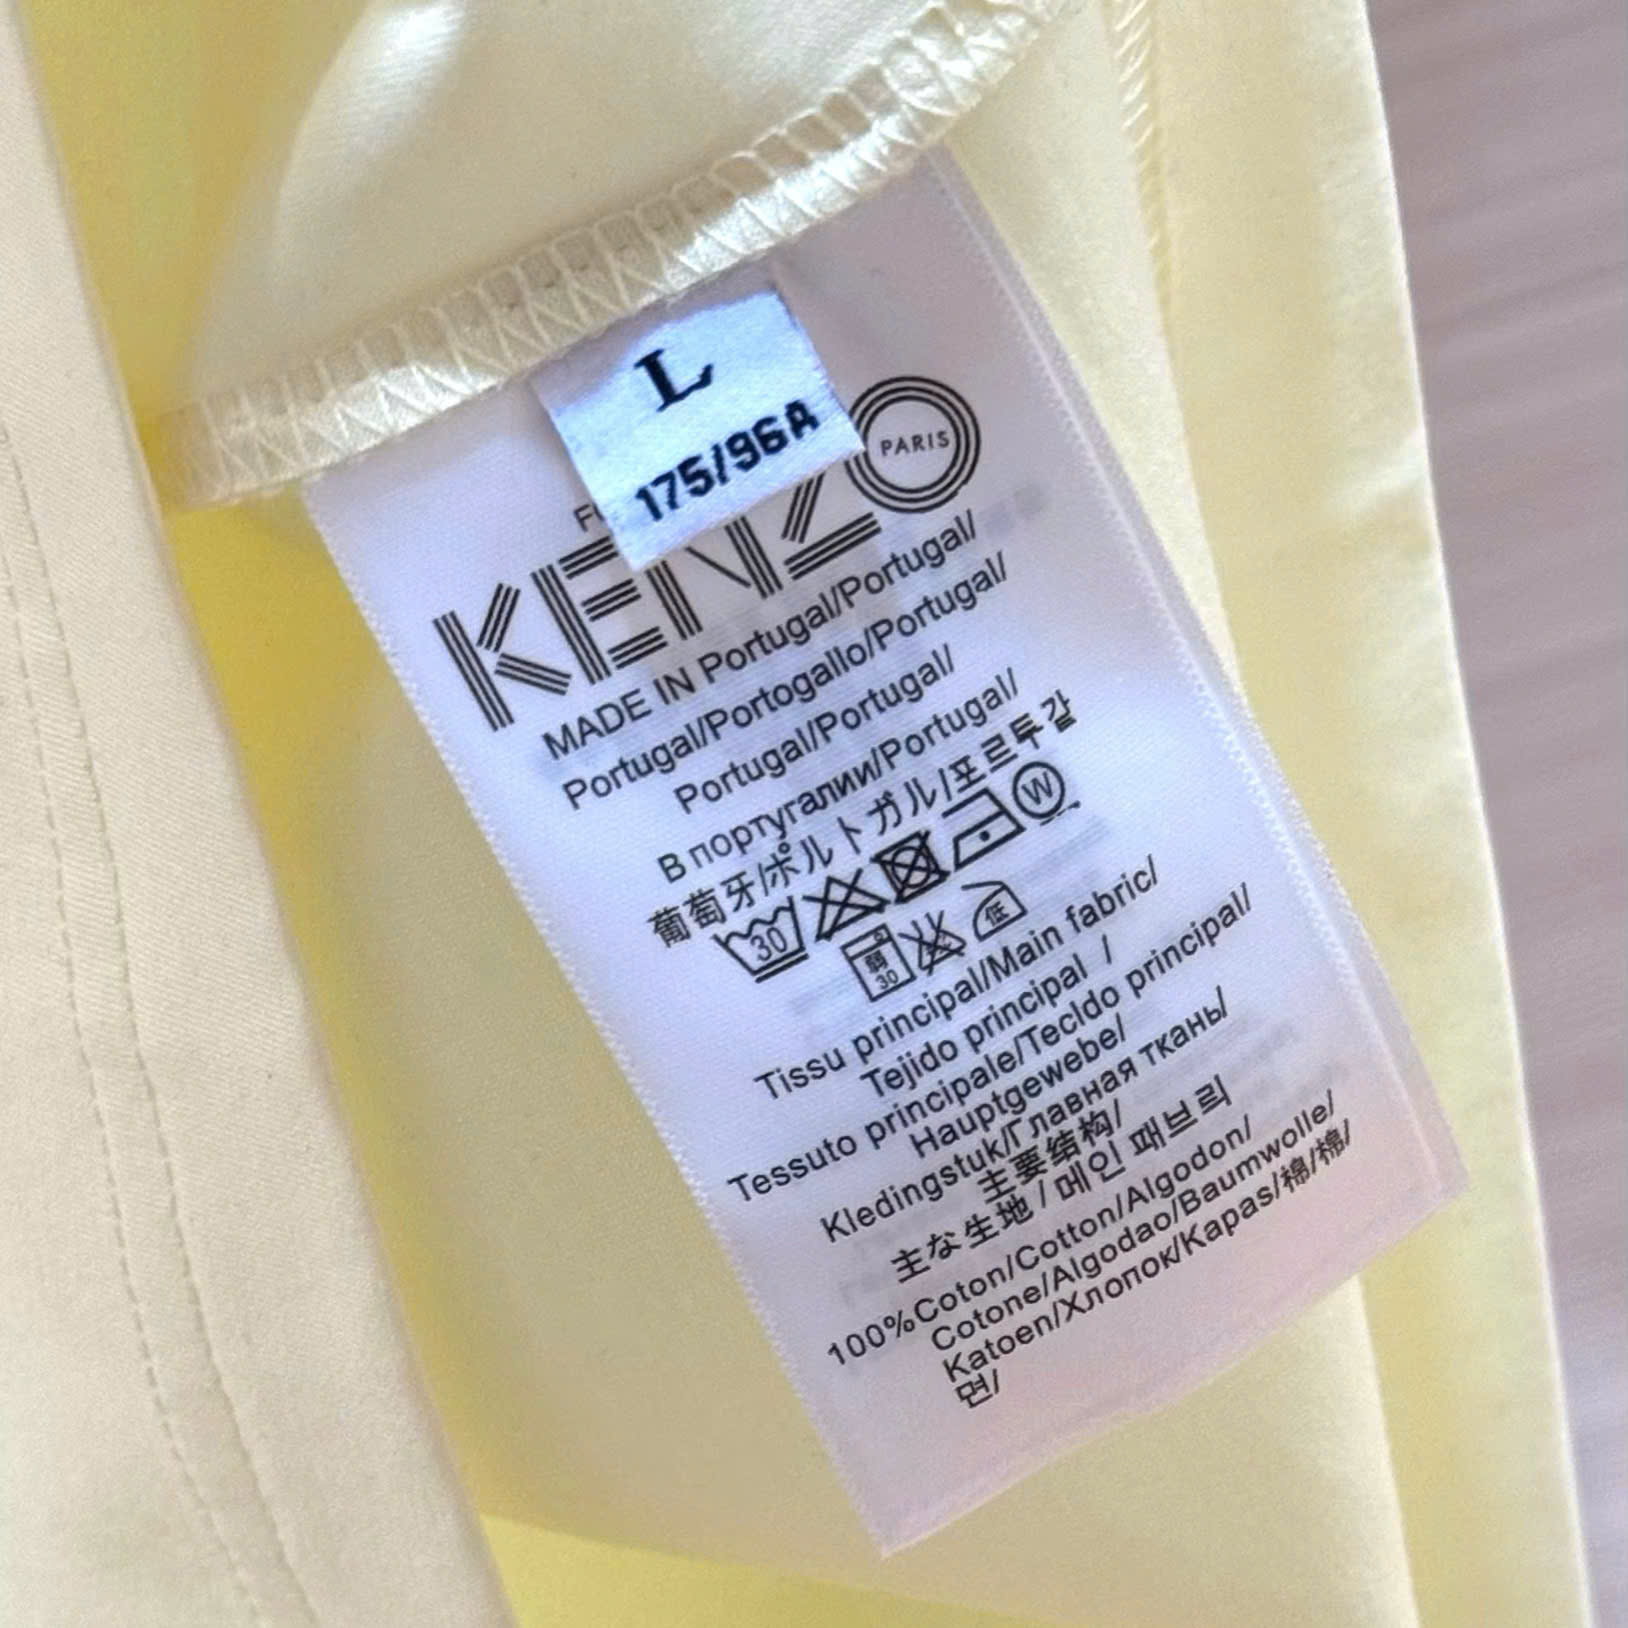 L
175/96A
KENZO
PARIS
MADE IN Portugal/Portugal/
Portugal/Portogallo/Portugal/
Portugal/Portugal/
В португалии/Portugal/
葡萄牙/ポルトガル/포르투갈
W
30
弱
30
低
Tissu principal/Main fabric/
Tejido principal /
Tessuto principale/Tecldo principal/
Hauptgewebe/
Kledingstuk/Главная ткань/
主要结构/
主な生地/메인 패브릭
100%Coton/Cotton/Algodon/
Cotone/Algodao/Baumwolle/
Katoen/Хлопок/Kapas/棉/棉/
면/